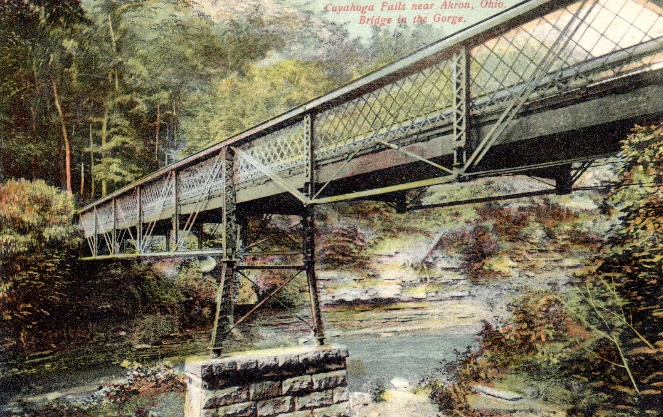 Cuyahoga Falls near Akron, Ohio.
Bridge in the Gorge.